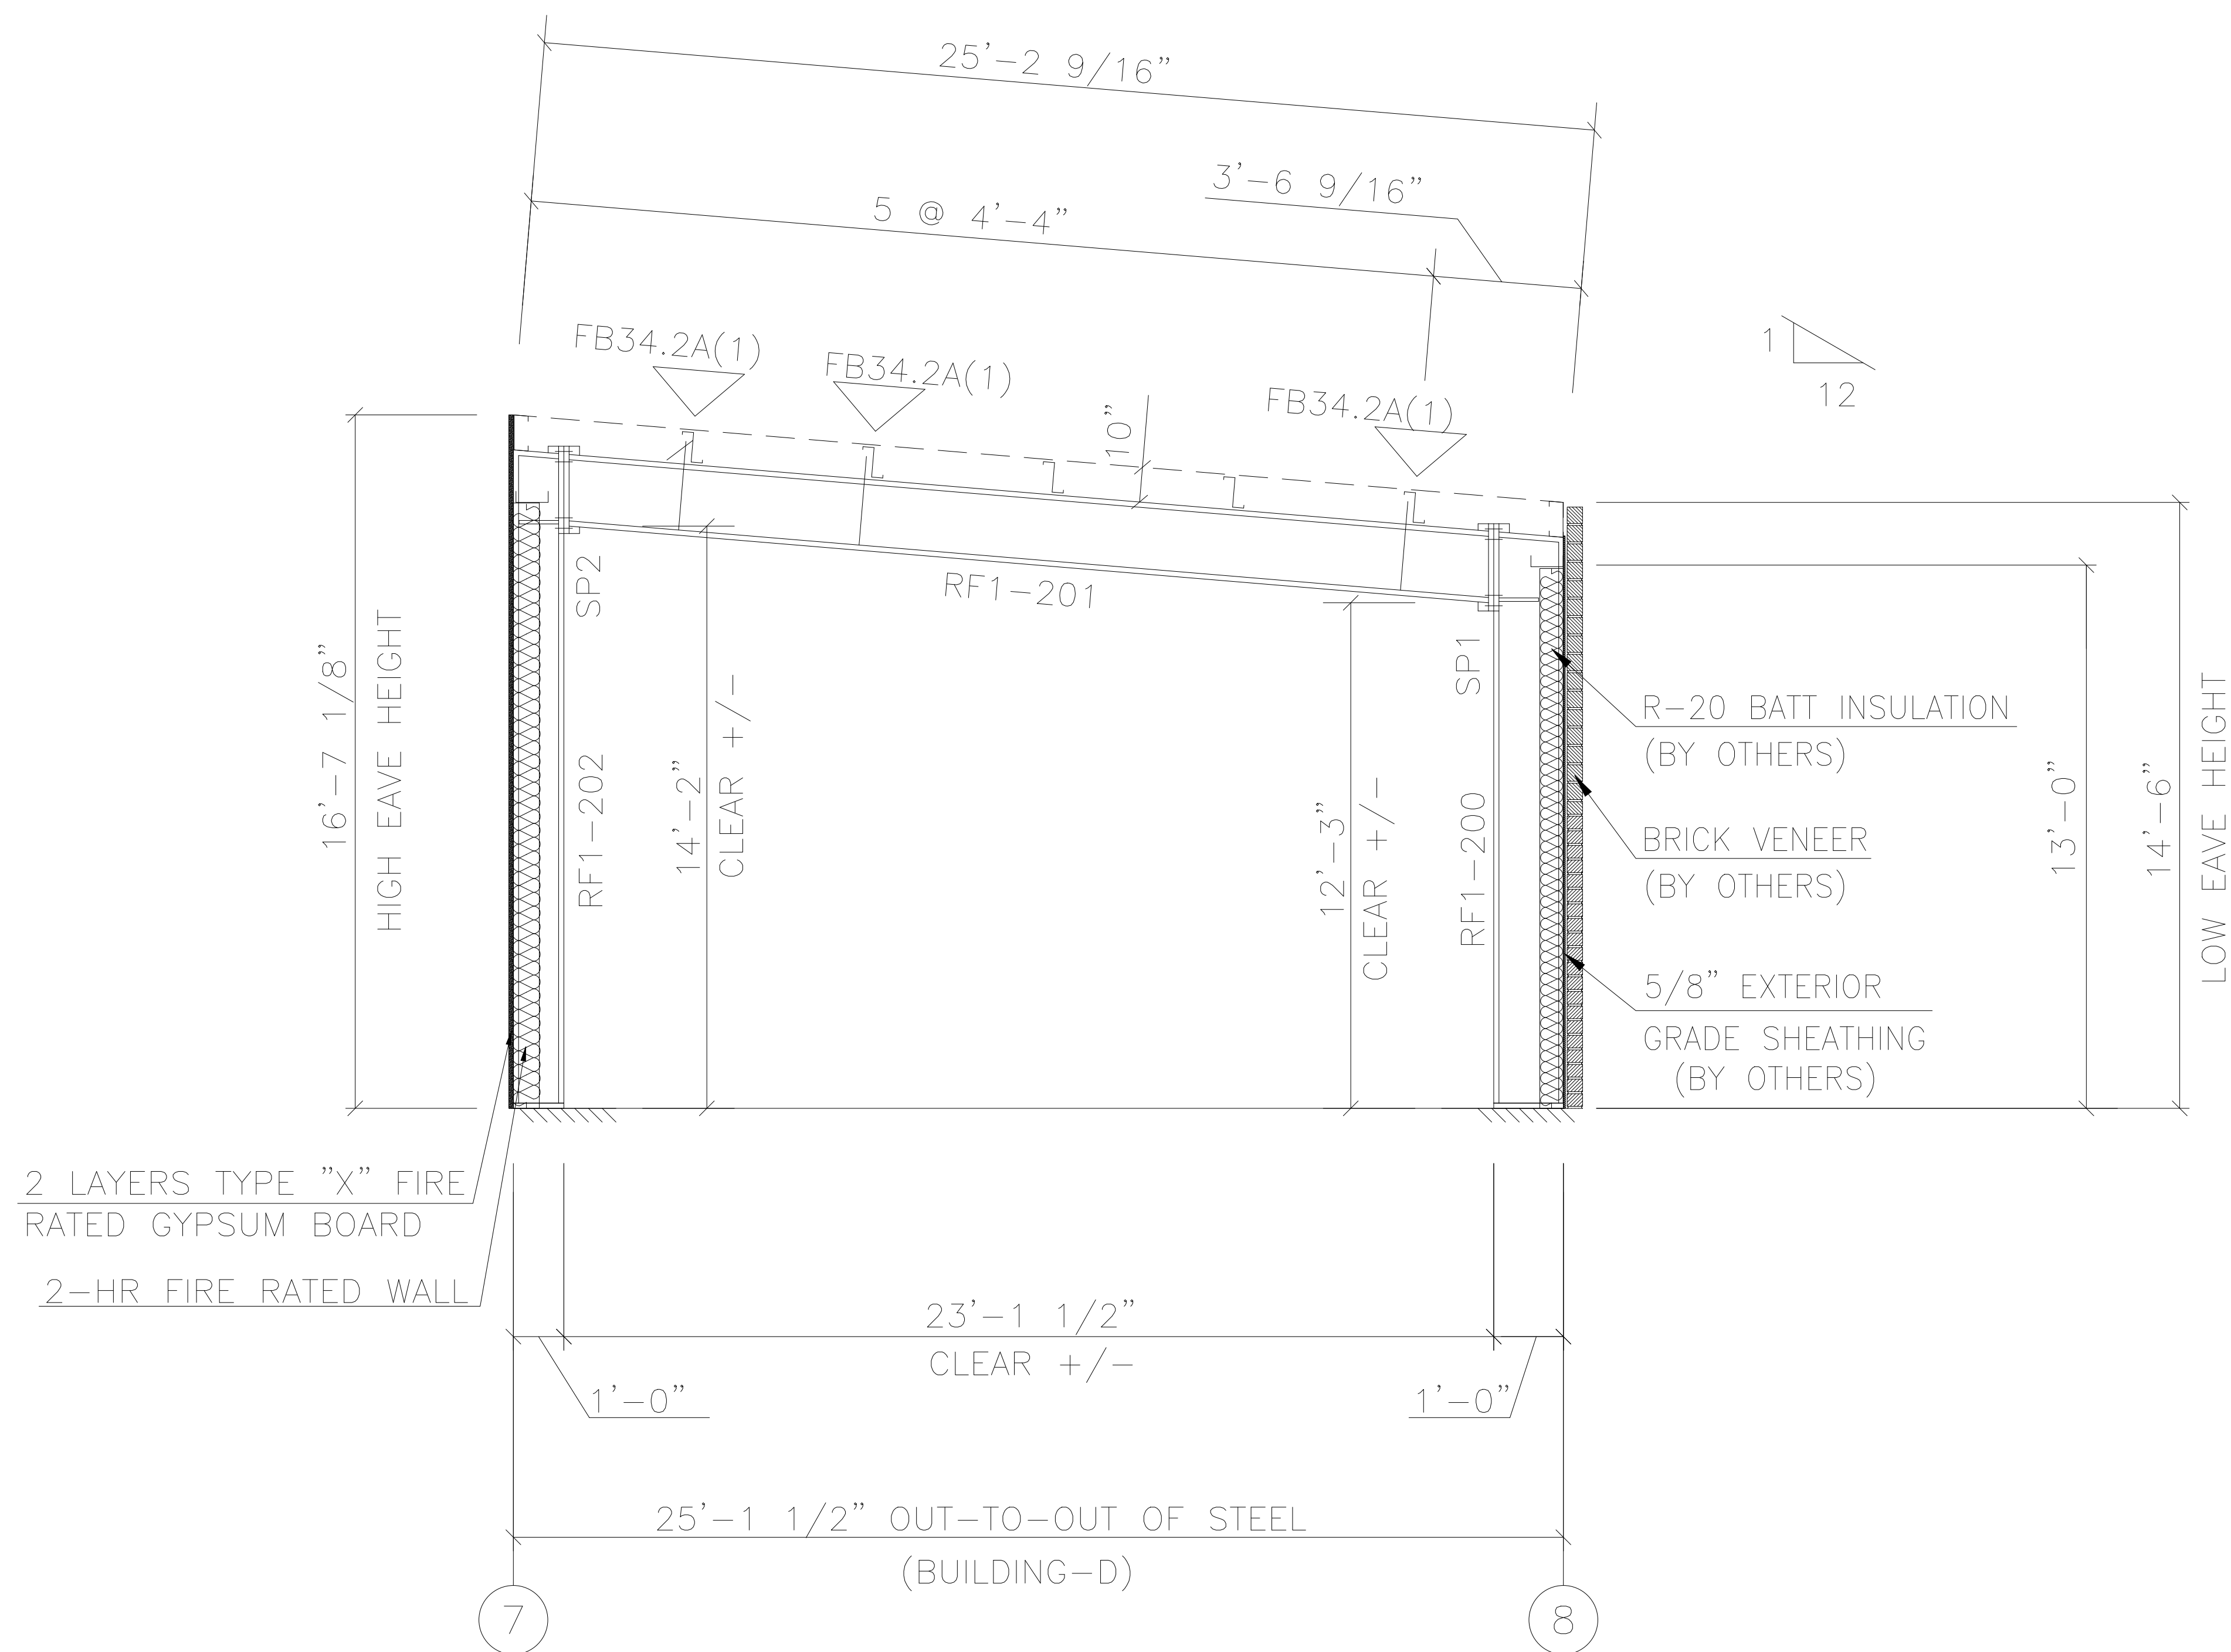 25'-2 9/16"
3'-6 9/16"
5 @ 4'-4"
FB34.2A(1)
FB34.2A(1)
FB34.2A(1)
10"
1
12
16'-7 1/8"
HIGH EAVE HEIGHT
SP2
RF1-202
14'-2"
CLEAR +/-
RF1-201
12'-3"
CLEAR +/-
SP1
RF1-200
R-20 BATT INSULATION
(BY OTHERS)
BRICK VENEER
(BY OTHERS)
5/8" EXTERIOR
GRADE SHEATHING
(BY OTHERS)
13'-0"
14'-6"
LOW EAVE HEIGHT
2 LAYERS TYPE "X" FIRE
RATED GYPSUM BOARD
2-HR FIRE RATED WALL
23'-1 1/2"
CLEAR +/-
1'-0"
1'-0"
25'-1 1/2" OUT-TO-OUT OF STEEL
(BUILDING-D)
7
8